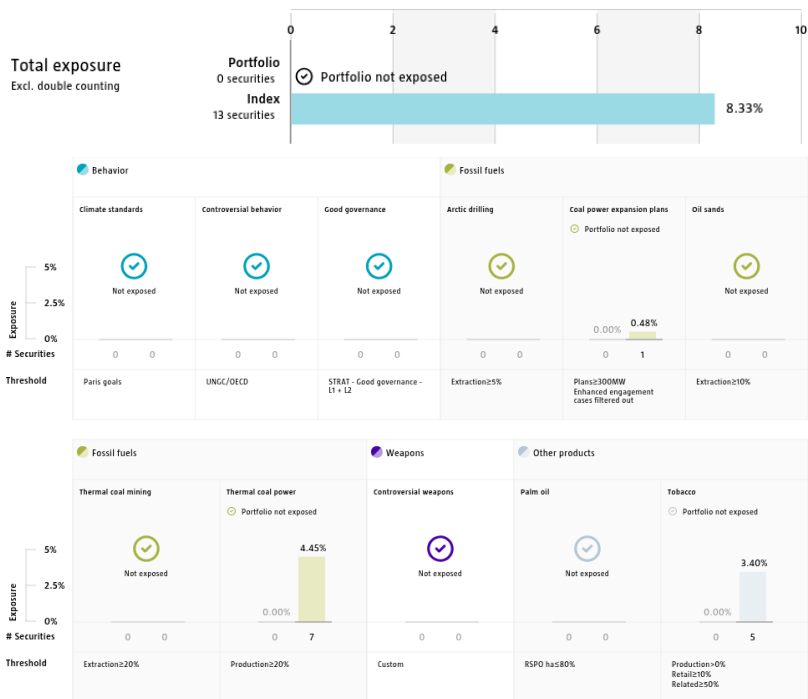 0 2 4 6 8 10
Total exposure
Excl. double counting
Portfolio
0 securities
Portfolio not exposed
Index
13 securities
8.33%
Behavior
Fossil fuels
Climate standards
Controversial behavior
Good governance
Arctic drilling
Coal power expansion plans
Oil sands
Portfolio not exposed
Not exposed
Not exposed
Not exposed
Not exposed
Not exposed
Exposure
5%
2.5%
0%
0.00% 0.48%
# Securities
0 0
0 0
0 0
0 0
0 1
0 0
Threshold
Paris goals
UNGC/OECD
STRAT - Good governance -
L1 + L2
Extraction≥5%
Plans≥300MW
Enhanced engagement
cases filtered out
Extraction≥10%
Fossil fuels
Weapons
Other products
Thermal coal mining
Thermal coal power
Controversial weapons
Palm oil
Tobacco
Portfolio not exposed
Portfolio not exposed
Not exposed
Not exposed
Not exposed
Exposure
5%
2.5%
0%
0.00% 4.45%
0.00% 3.40%
# Securities
0 0
0 7
0 0
0 0
0 5
Threshold
Extraction≥20%
Production≥20%
Custom
RSPO ha≤80%
Production>0%
Retail≥10%
Related≥50%